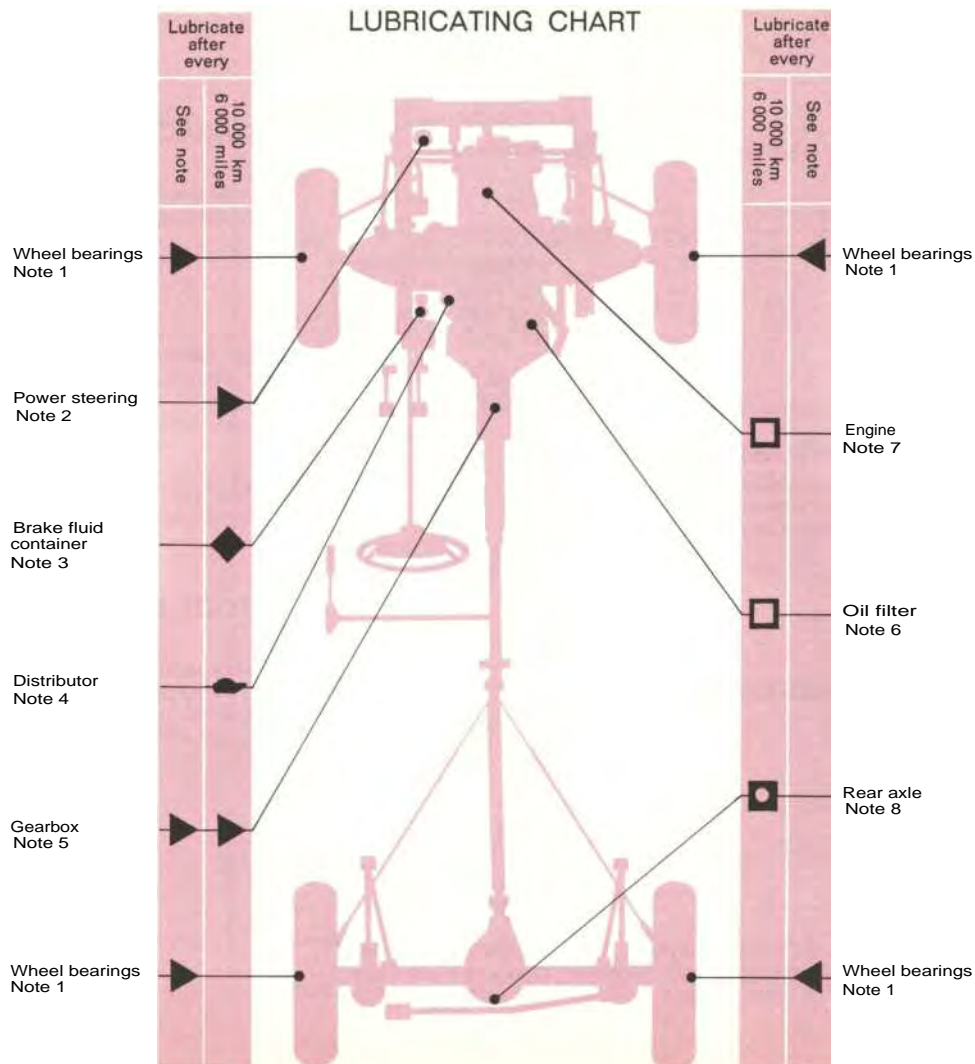 LUBRICATING CHART
Lubricate
after
every
See note
10 000 km
6 000 miles
Lubricate
after
every
10 000 km
6 000 miles
See note
Wheel bearings
Note 1
Power steering
Note 2
Brake fluid
container
Note 3
Distributor
Note 4
Gearbox
Note 5
Wheel bearings
Note 1
Wheel bearings
Note 1
Engine
Note 7
Oil filter
Note 6
Rear axle
Note 8
Wheel bearings
Note 1